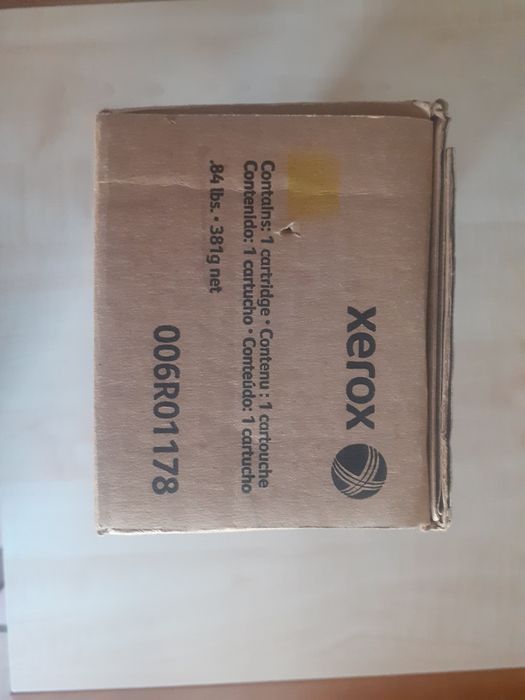 xerox
Contains: 1 cartridge • Contenu : 1 cartouche
Contenido: 1 cartucho • Conteúdo: 1 cartucho
.84 lbs. • 381g net
006R01178